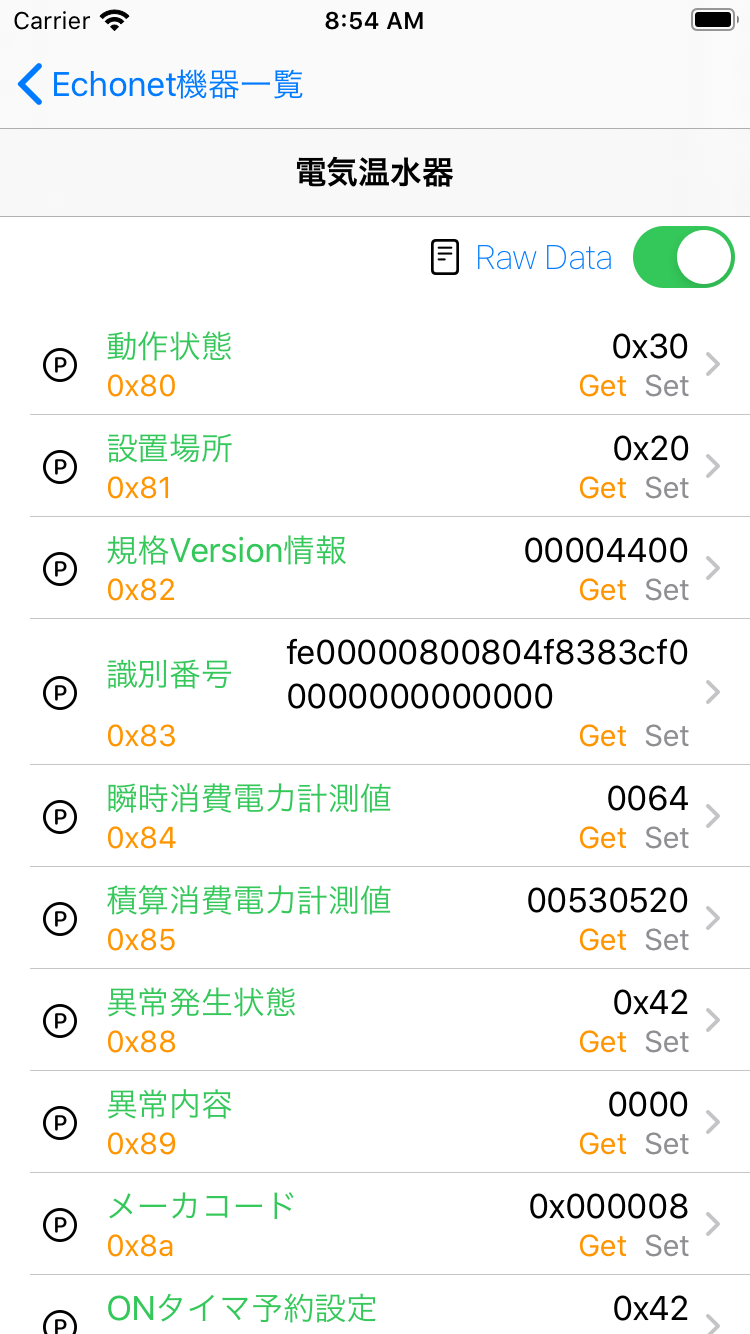 Carrier 8:54 AM
Echonet機器一覧
電気温水器
Raw Data
P 動作状態 0x30
0x80 Get Set
P 設置場所 0x20
0x81 Get Set
P 規格Version情報 00004400
0x82 Get Set
P 識別番号 fe00000800804f8383cf0
0000000000000
0x83 Get Set
P 瞬時消費電力計測値 0064
0x84 Get Set
P 積算消費電力計測値 00530520
0x85 Get Set
P 異常発生状態 0x42
0x88 Get Set
P 異常内容 0000
0x89 Get Set
P メーカコード 0x000008
0x8a Get Set
P ONタイマ予約設定 0x42